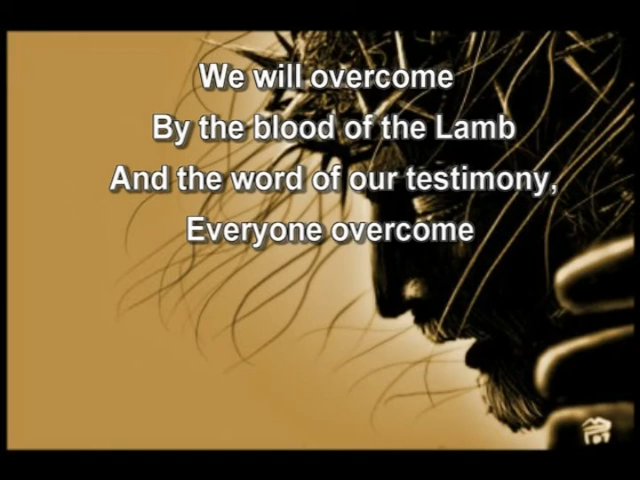 We will overcome
By the blood of the Lamb
And the word of our testimony,
Everyone overcome